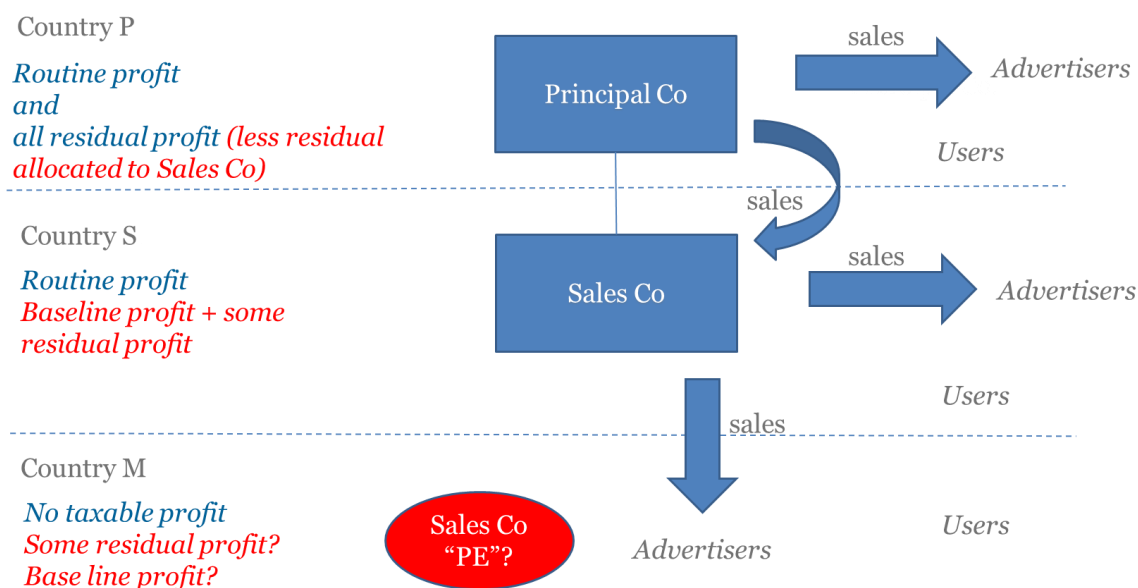 Country P
Routine profit
and
all residual profit (less residual
allocated to Sales Co)
Principal Co
sales
Advertisers
Users
sales
Country S
Routine profit
Baseline profit + some
residual profit
Sales Co
sales
Advertisers
Users
sales
Country M
No taxable profit
Some residual profit?
Base line profit?
Sales Co
“PE”?
Advertisers
Users